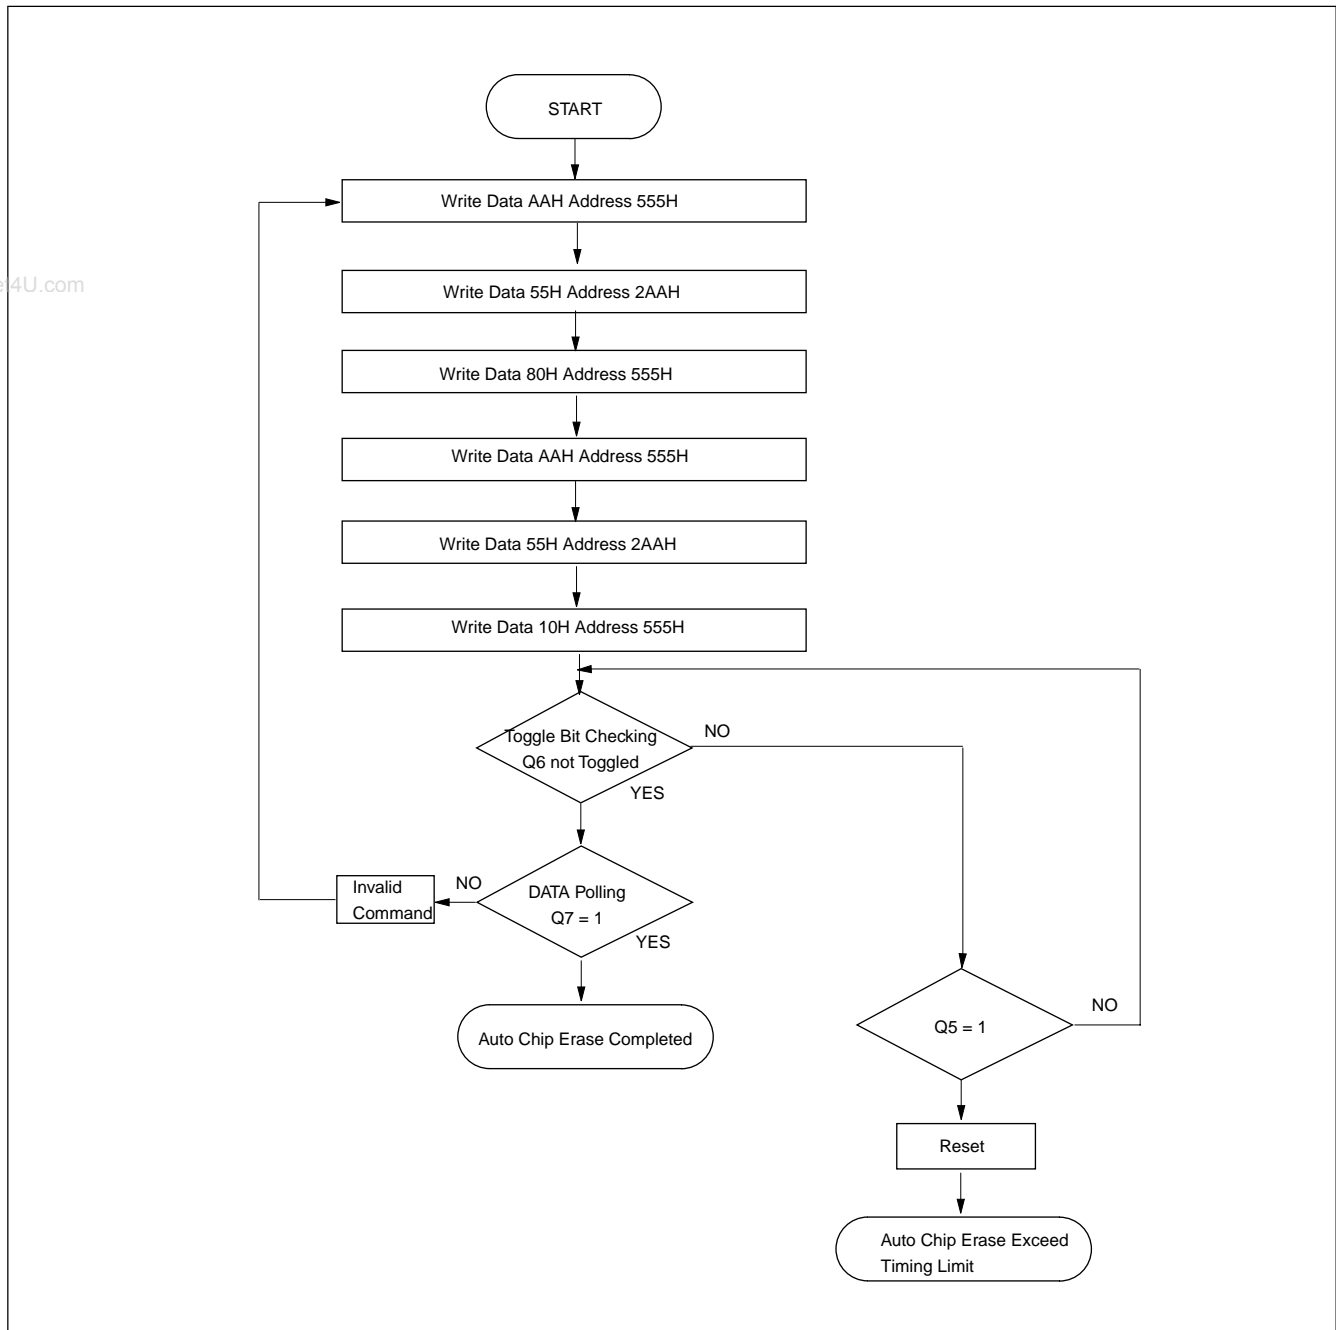 START
Write Data AAH Address 555H
et4U.com
Write Data 55H Address 2AAH
Write Data 80H Address 555H
Write Data AAH Address 555H
Write Data 55H Address 2AAH
Write Data 10H Address 555H
Toggle Bit Checking
Q6 not Toggled
NO
YES
Invalid
Command
NO
DATA Polling
Q7 = 1
YES
Auto Chip Erase Completed
Q5 = 1
NO
Reset
Auto Chip Erase Exceed
Timing Limit